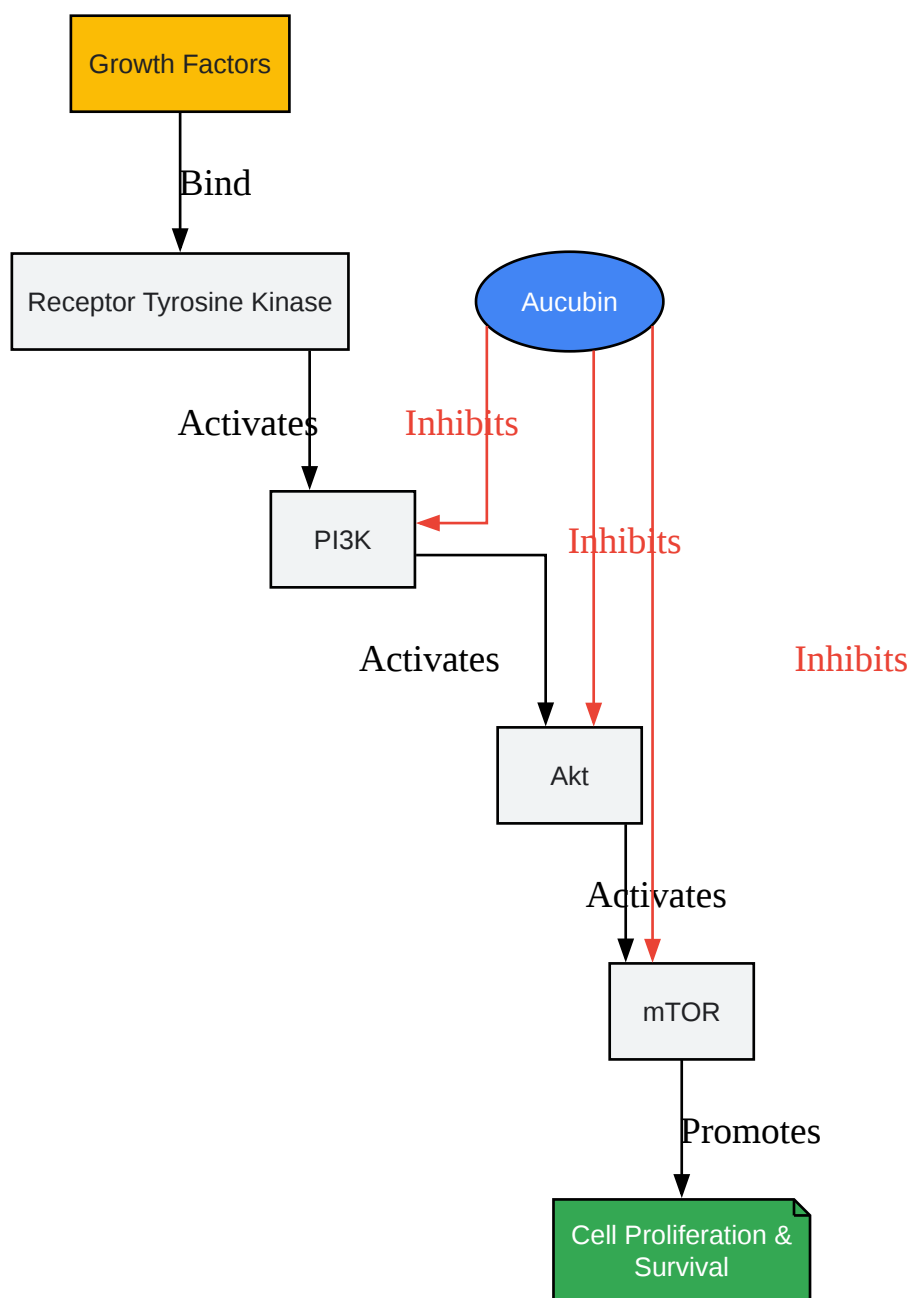 Growth Factors
Bind
Receptor Tyrosine Kinase
Aucubin
Activates
Inhibits
PI3K
Inhibits
Activates
Inhibits
Akt
Activates
mTOR
Promotes
Cell Proliferation &
Survival